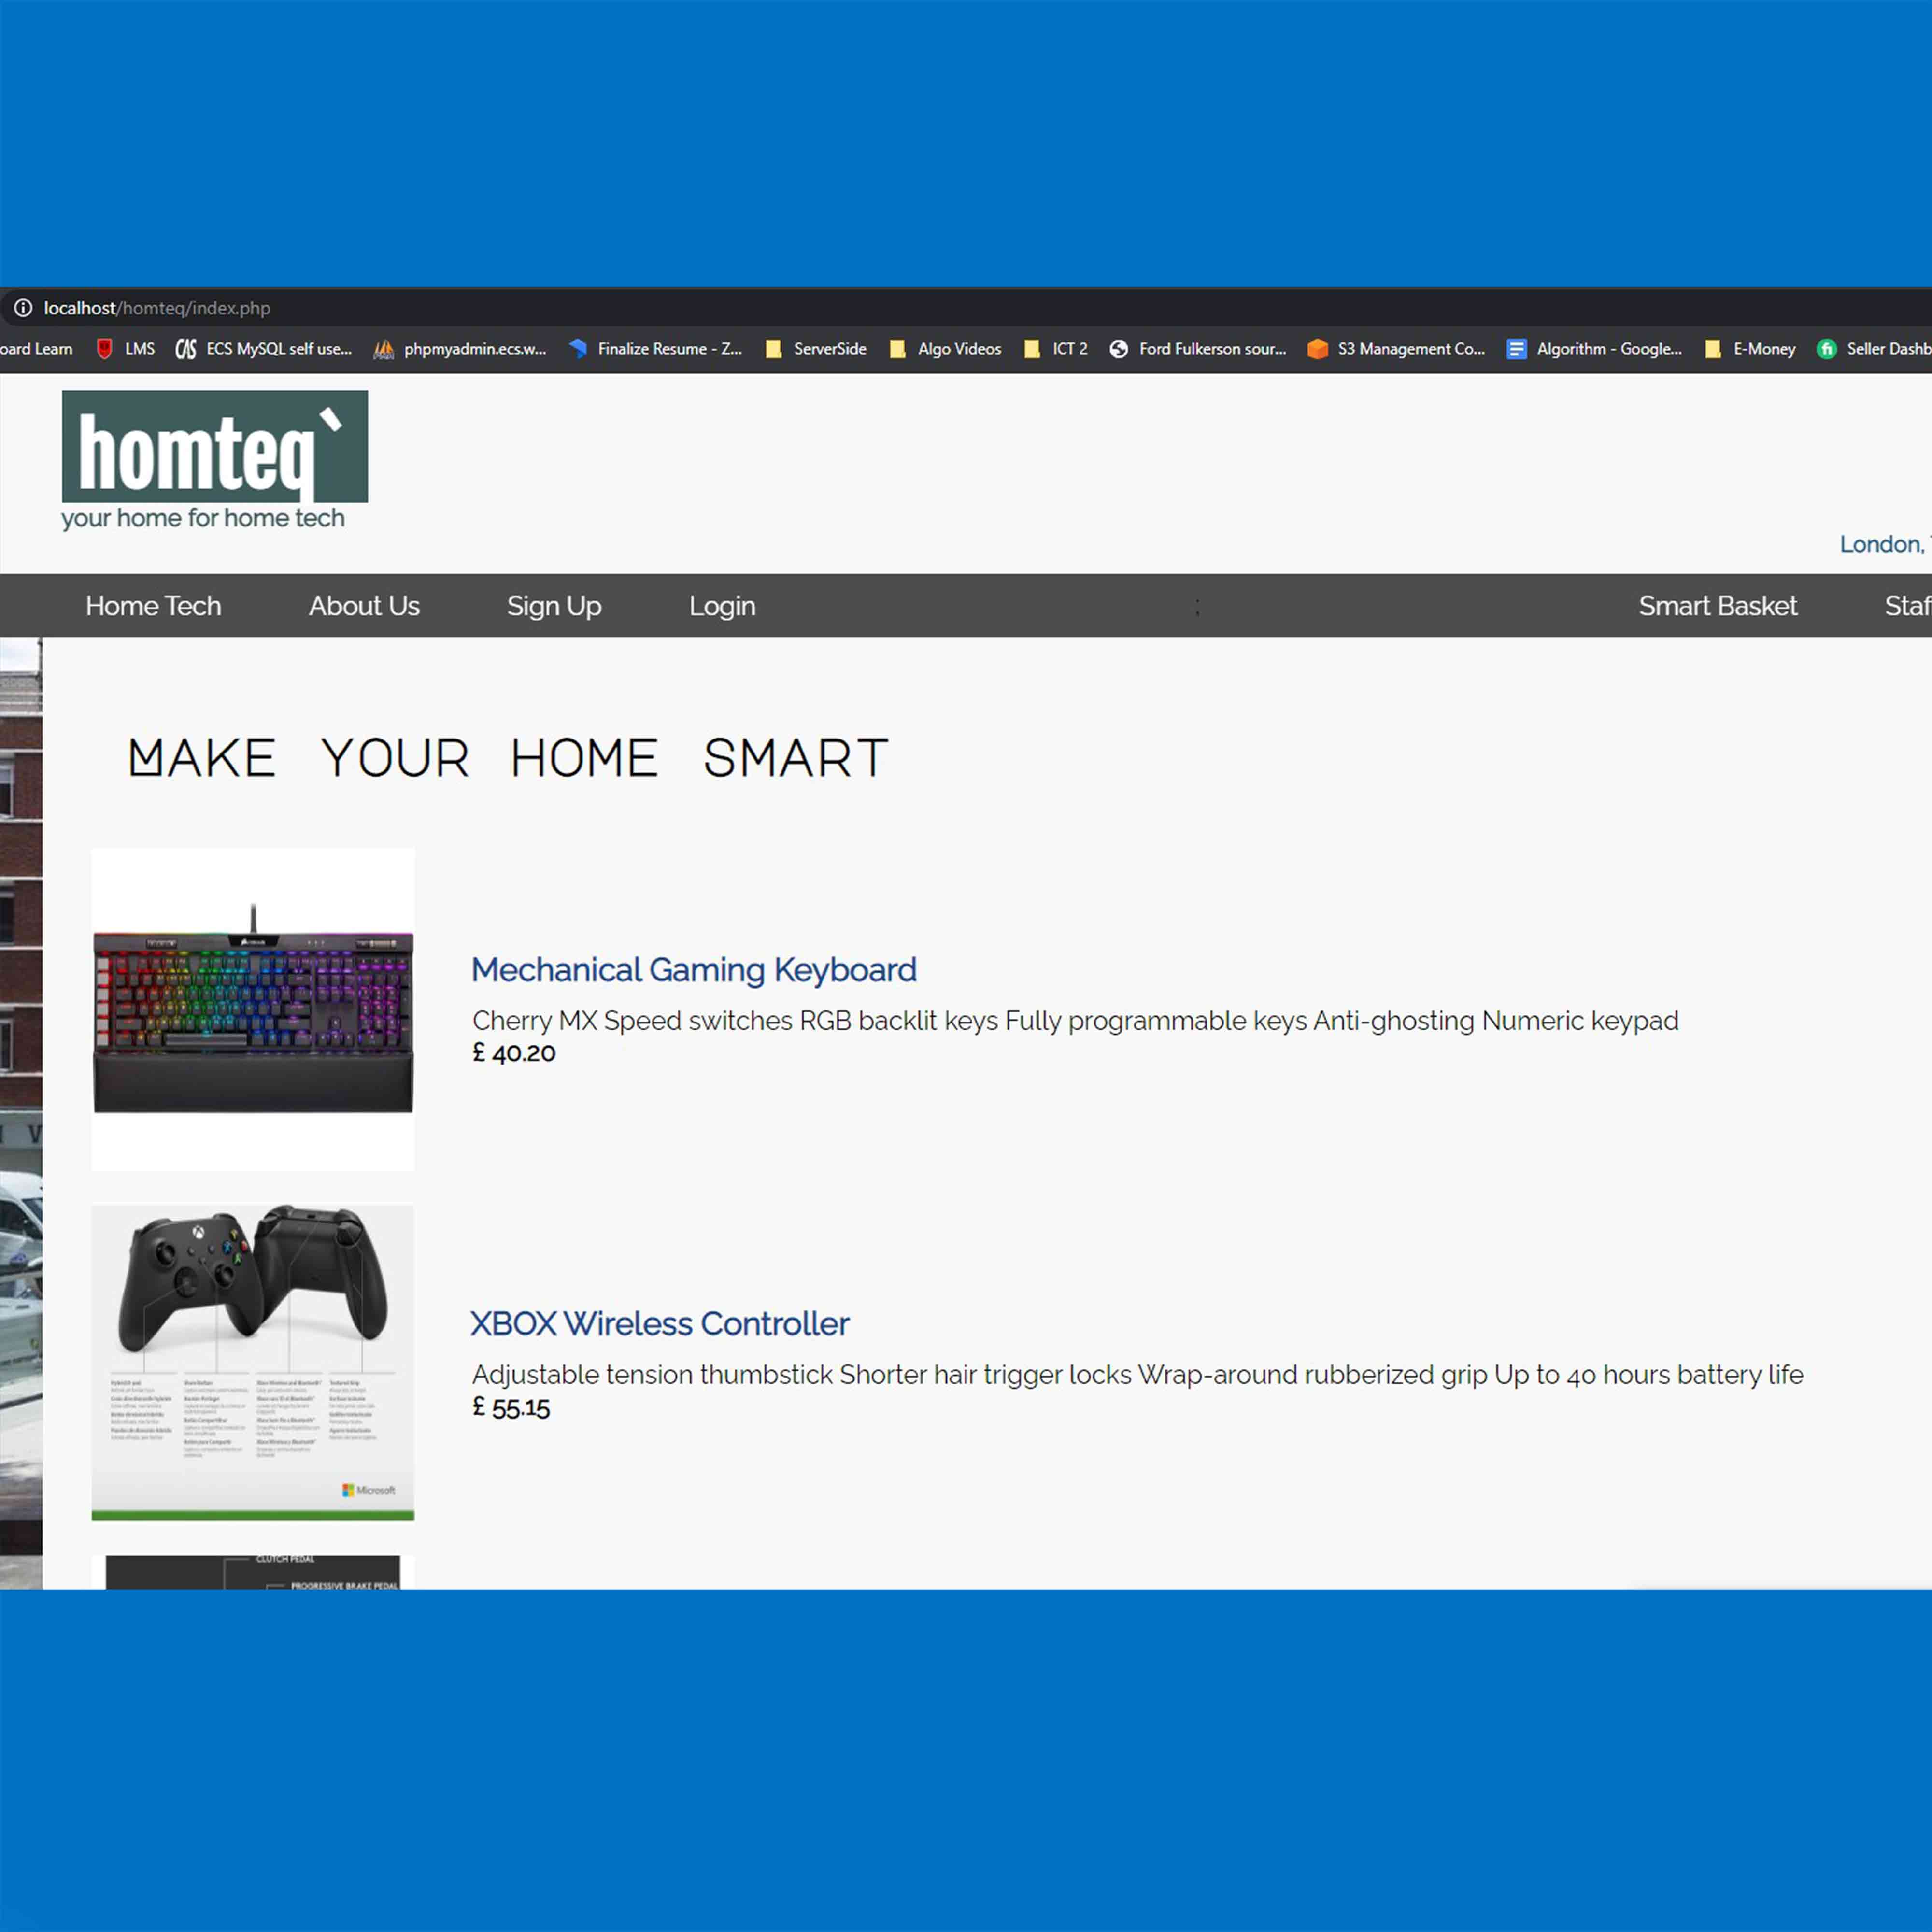 localhost/homteq/index.php
oard Learn LMS ECS MySQL self use... phpmyadmin.ecs.w... Finalize Resume - Z... ServerSide Algo Videos ICT 2 Ford Fulkerson sour... S3 Management Co... Algorithm - Google... E-Money Seller Dashb
homteq`
your home for home tech
London,
Home Tech About Us Sign Up Login ; Smart Basket Staf
MAKE YOUR HOME SMART
Mechanical Gaming Keyboard
Cherry MX Speed switches RGB backlit keys Fully programmable keys Anti-ghosting Numeric keypad
£ 40.20
XBOX Wireless Controller
Adjustable tension thumbstick Shorter hair trigger locks Wrap-around rubberized grip Up to 40 hours battery life
£ 55.15
Microsoft
CLUTCH PEDAL
PROGRESSIVE BRAKE PEDAL